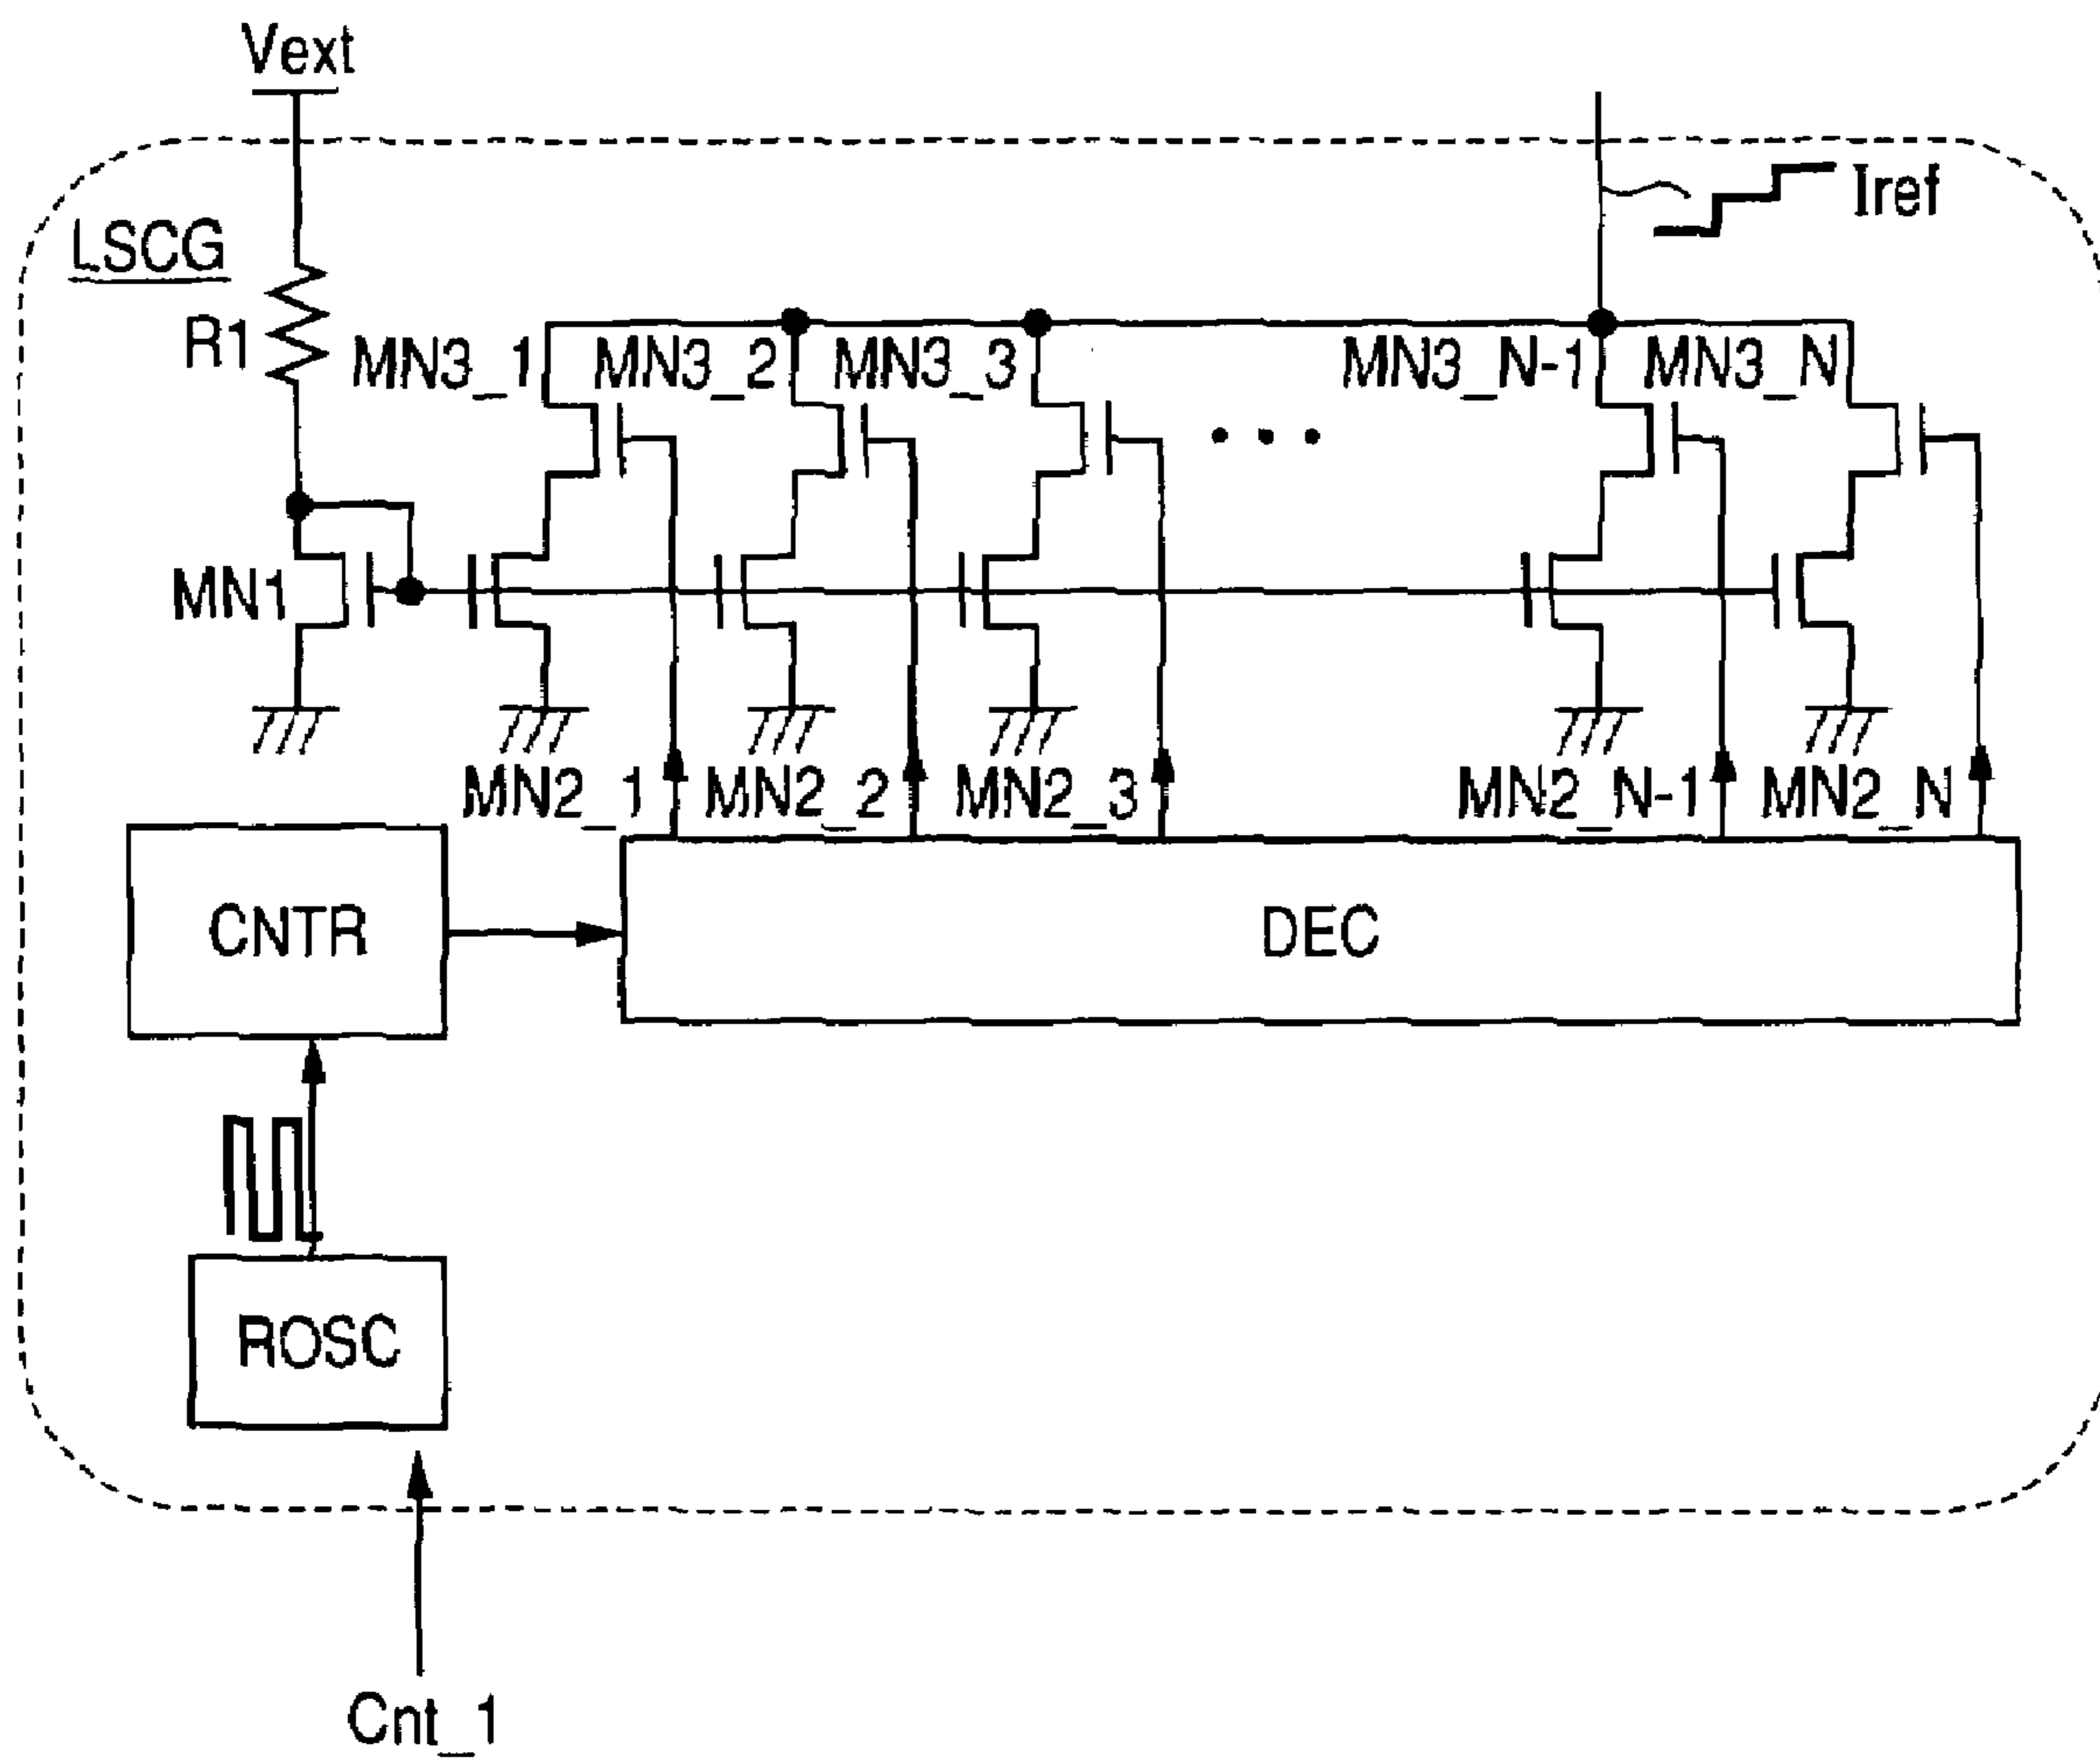 Vext
Iref
LSCG
R1
MN3_1
MN3_2
MN3_3
MN3_N-1
MN3_N
MN1
MN2_1
MN2_2
MN2_3
MN2_N-1
MN2_N
CNTR
DEC
ROSC
Cnt_1